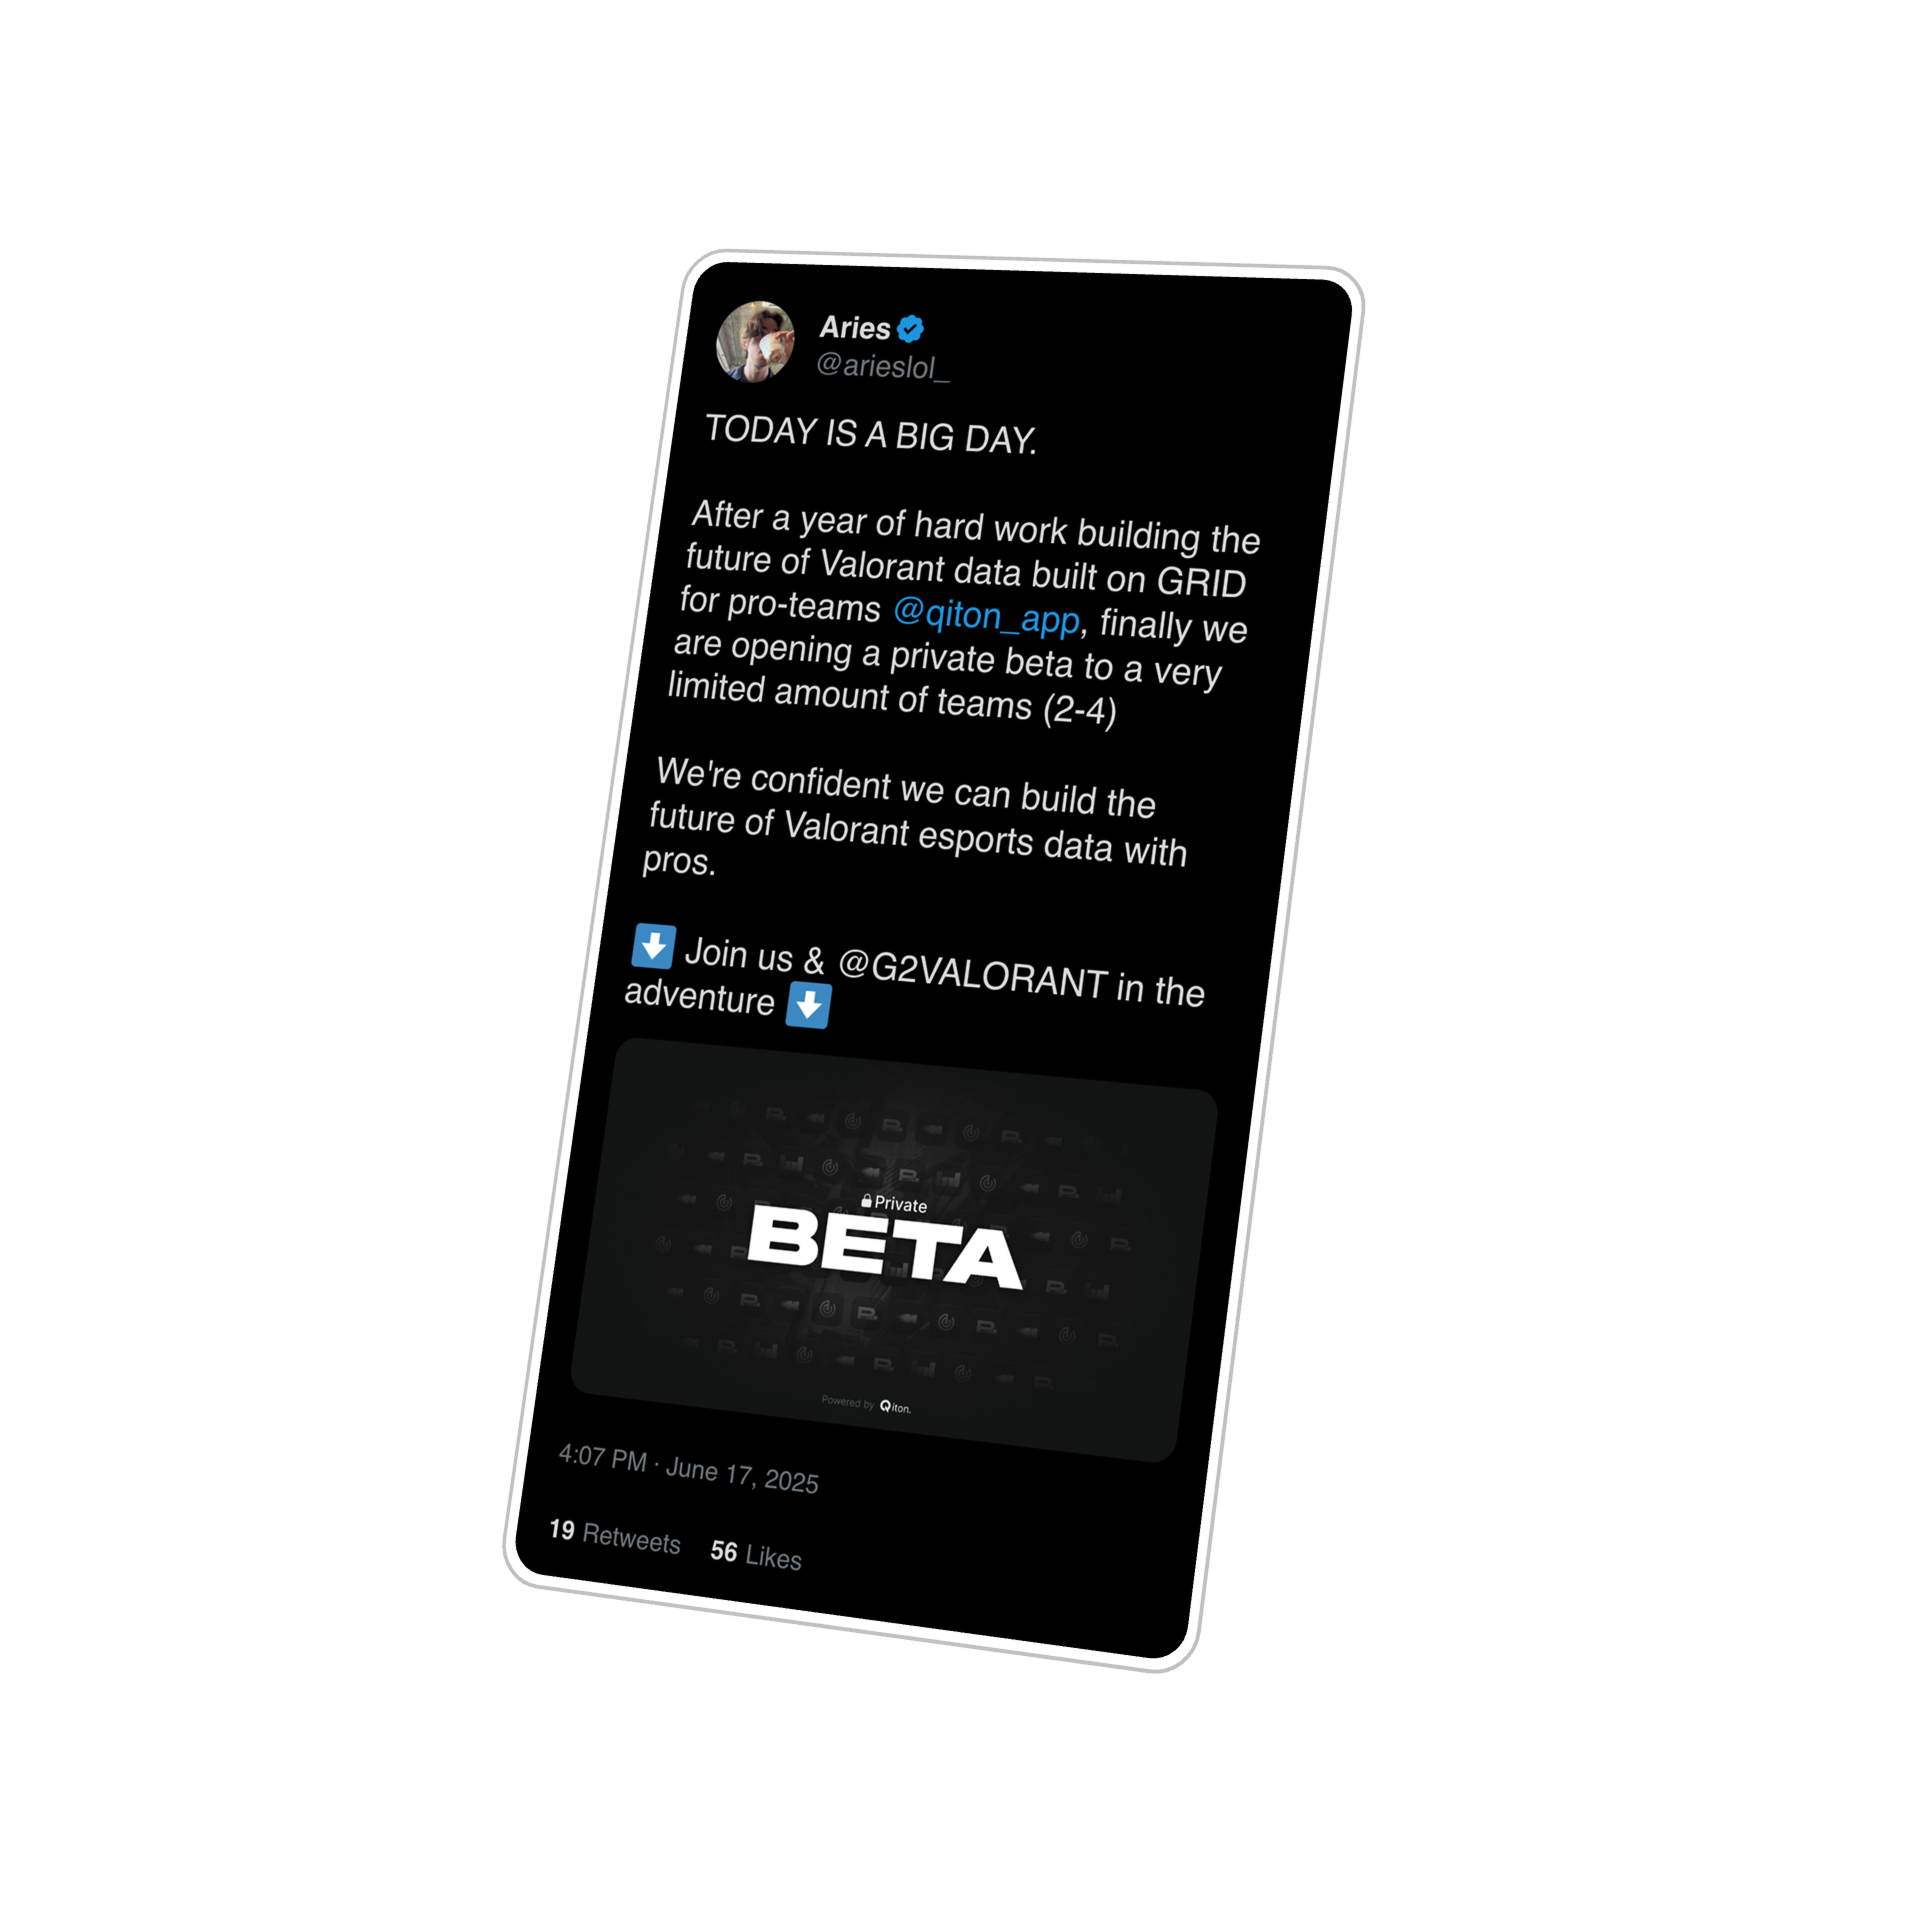 Aries
@arieslol_
TODAY IS A BIG DAY.
After a year of hard work building the
future of Valorant data built on GRID
for pro-teams @qiton_app, finally we
are opening a private beta to a very
limited amount of teams (2-4)
We're confident we can build the
future of Valorant esports data with
pros.
⬇️ Join us & @G2VALORANT in the
adventure ⬇️
Private
BETA
Powered by Qiton.
4:07 PM · June 17, 2025
19 Retweets 56 Likes